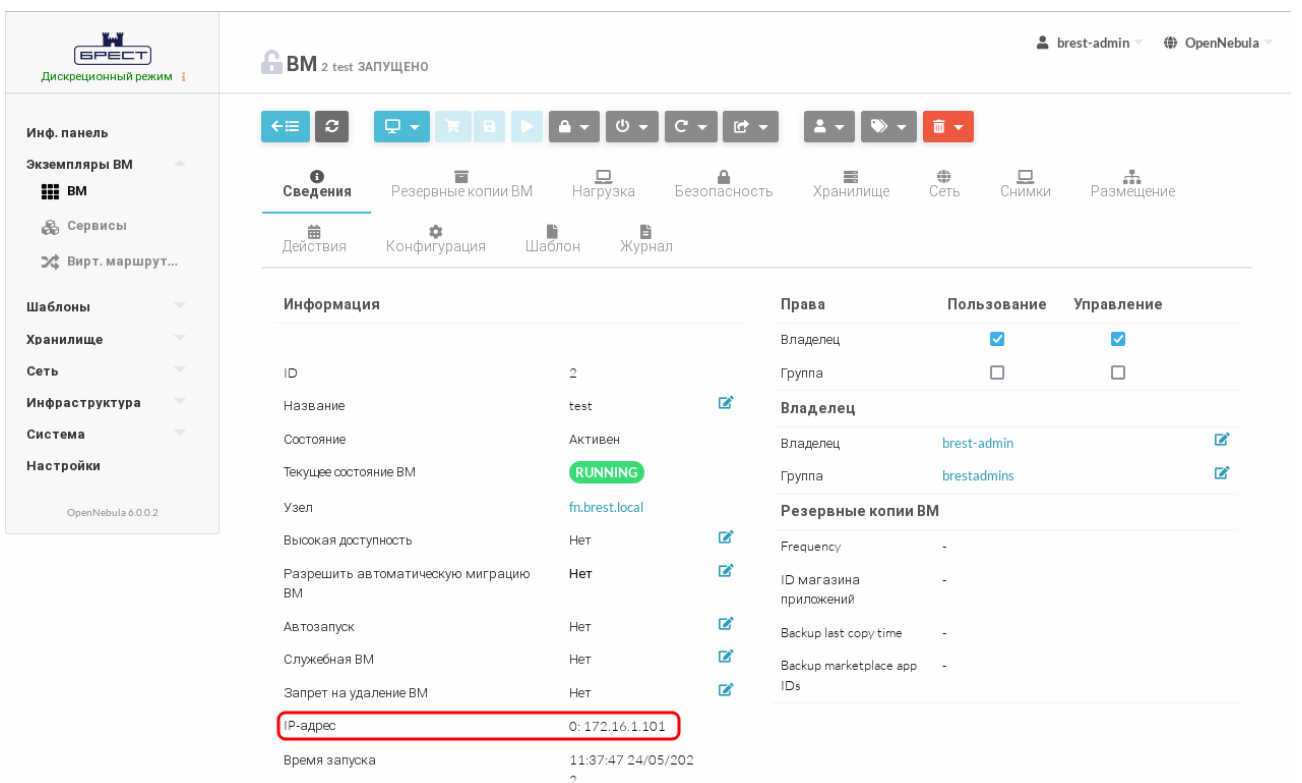 БРЕСТ
Дискреционный режим i
ВМ 2 test ЗАПУЩЕНО
brest-admin
OpenNebula
Инф. панель
Экземпляры ВМ
ВМ
Сервисы
Вирт. маршрут...
Шаблоны
Хранилище
Сеть
Инфраструктура
Система
Настройки
OpenNebula 6.0.0.2
Сведения
Резервные копии ВМ
Нагрузка
Безопасность
Хранилище
Сеть
Снимки
Размещение
Действия
Конфигурация
Шаблон
Журнал
Информация
ID 2
Название test
Состояние Активен
Текущее состояние ВМ RUNNING
Узел fn.brest.local
Высокая доступность Нет
Разрешить автоматическую миграцию Нет
ВМ
Автозапуск Нет
Служебная ВМ Нет
Запрет на удаление ВМ Нет
IP-адрес 0: 172.16.1.101
Время запуска 11:37:47 24/05/202
2
Права Пользование Управление
Владелец
Группа
Владелец
Владелец brest-admin
Группа brestadmins
Резервные копии ВМ
Frequency -
ID магазина -
приложений
Backup last copy time -
Backup marketplace app -
IDs